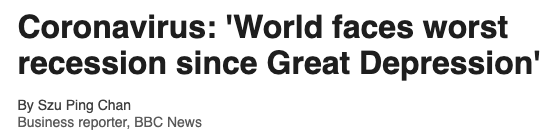 Coronavirus: 'World faces worst
recession since Great Depression'
By Szu Ping Chan
Business reporter, BBC News